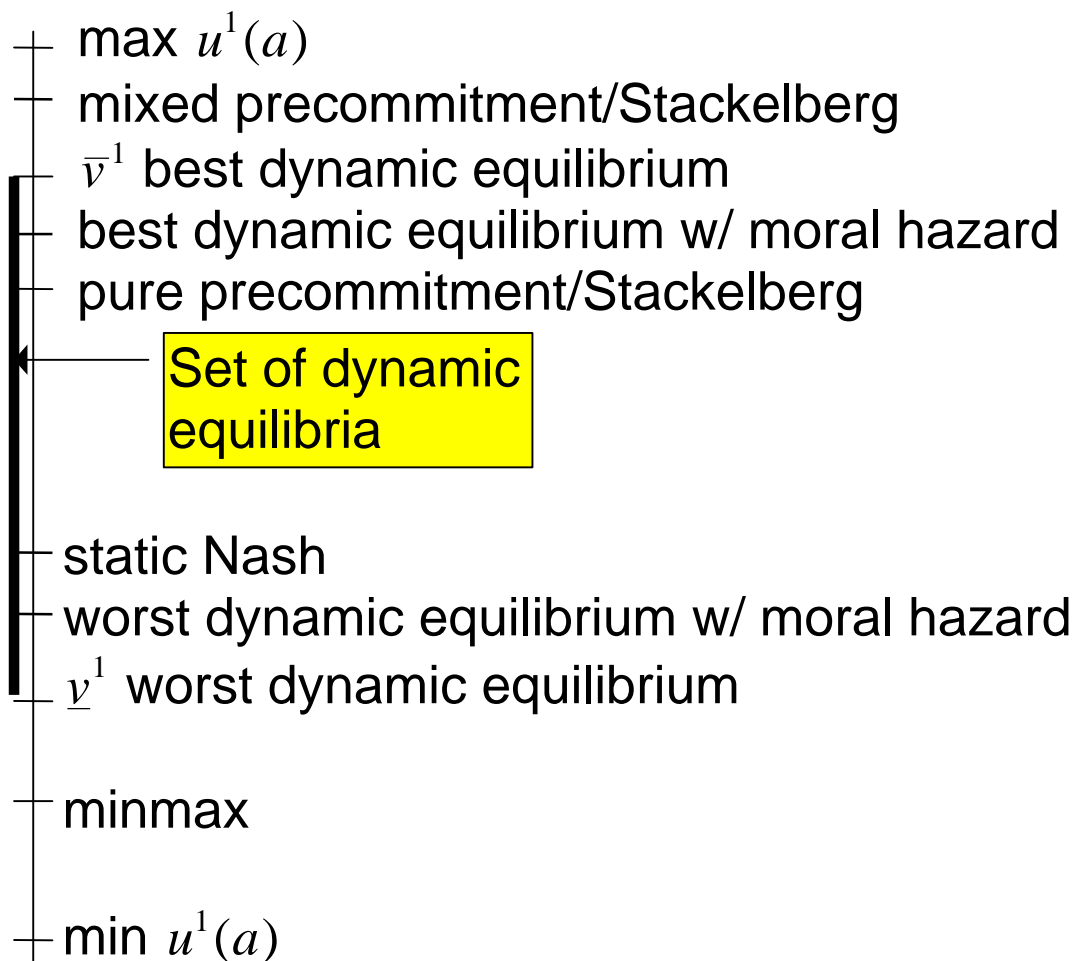 max u¹(a)
mixed precommitment/Stackelberg
v̅¹ best dynamic equilibrium
best dynamic equilibrium w/ moral hazard
pure precommitment/Stackelberg
Set of dynamic
equilibria
static Nash
worst dynamic equilibrium w/ moral hazard
v̲¹ worst dynamic equilibrium
minmax
min u¹(a)